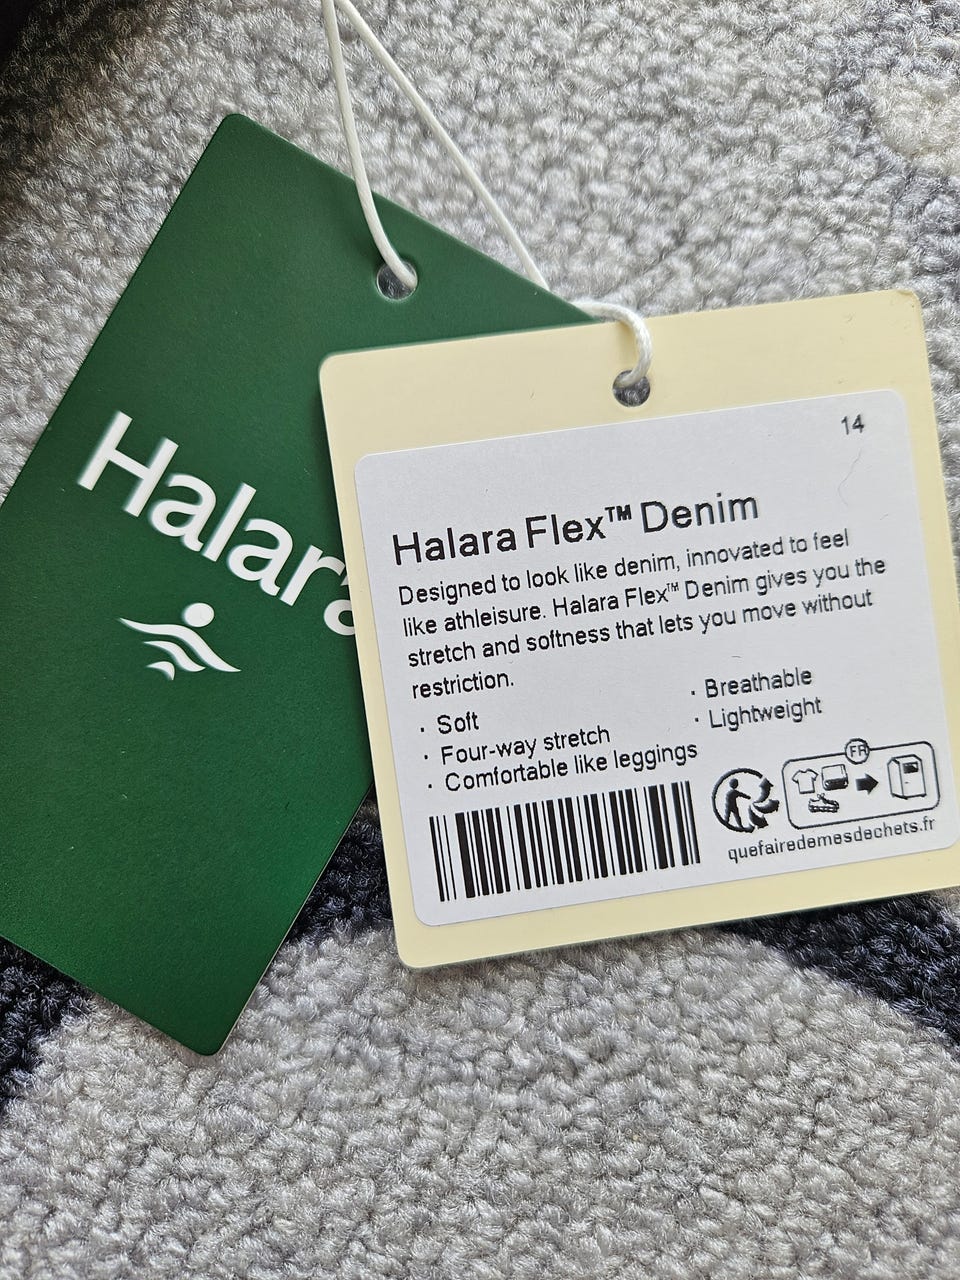 Halara
14
Halara Flex™ Denim
Designed to look like denim, innovated to feel
like athleisure. Halara Flex™ Denim gives you the
stretch and softness that lets you move without
restriction.
· Soft
· Four-way stretch
· Comfortable like leggings
· Breathable
· Lightweight
FR
quefairedemesdechets.fr